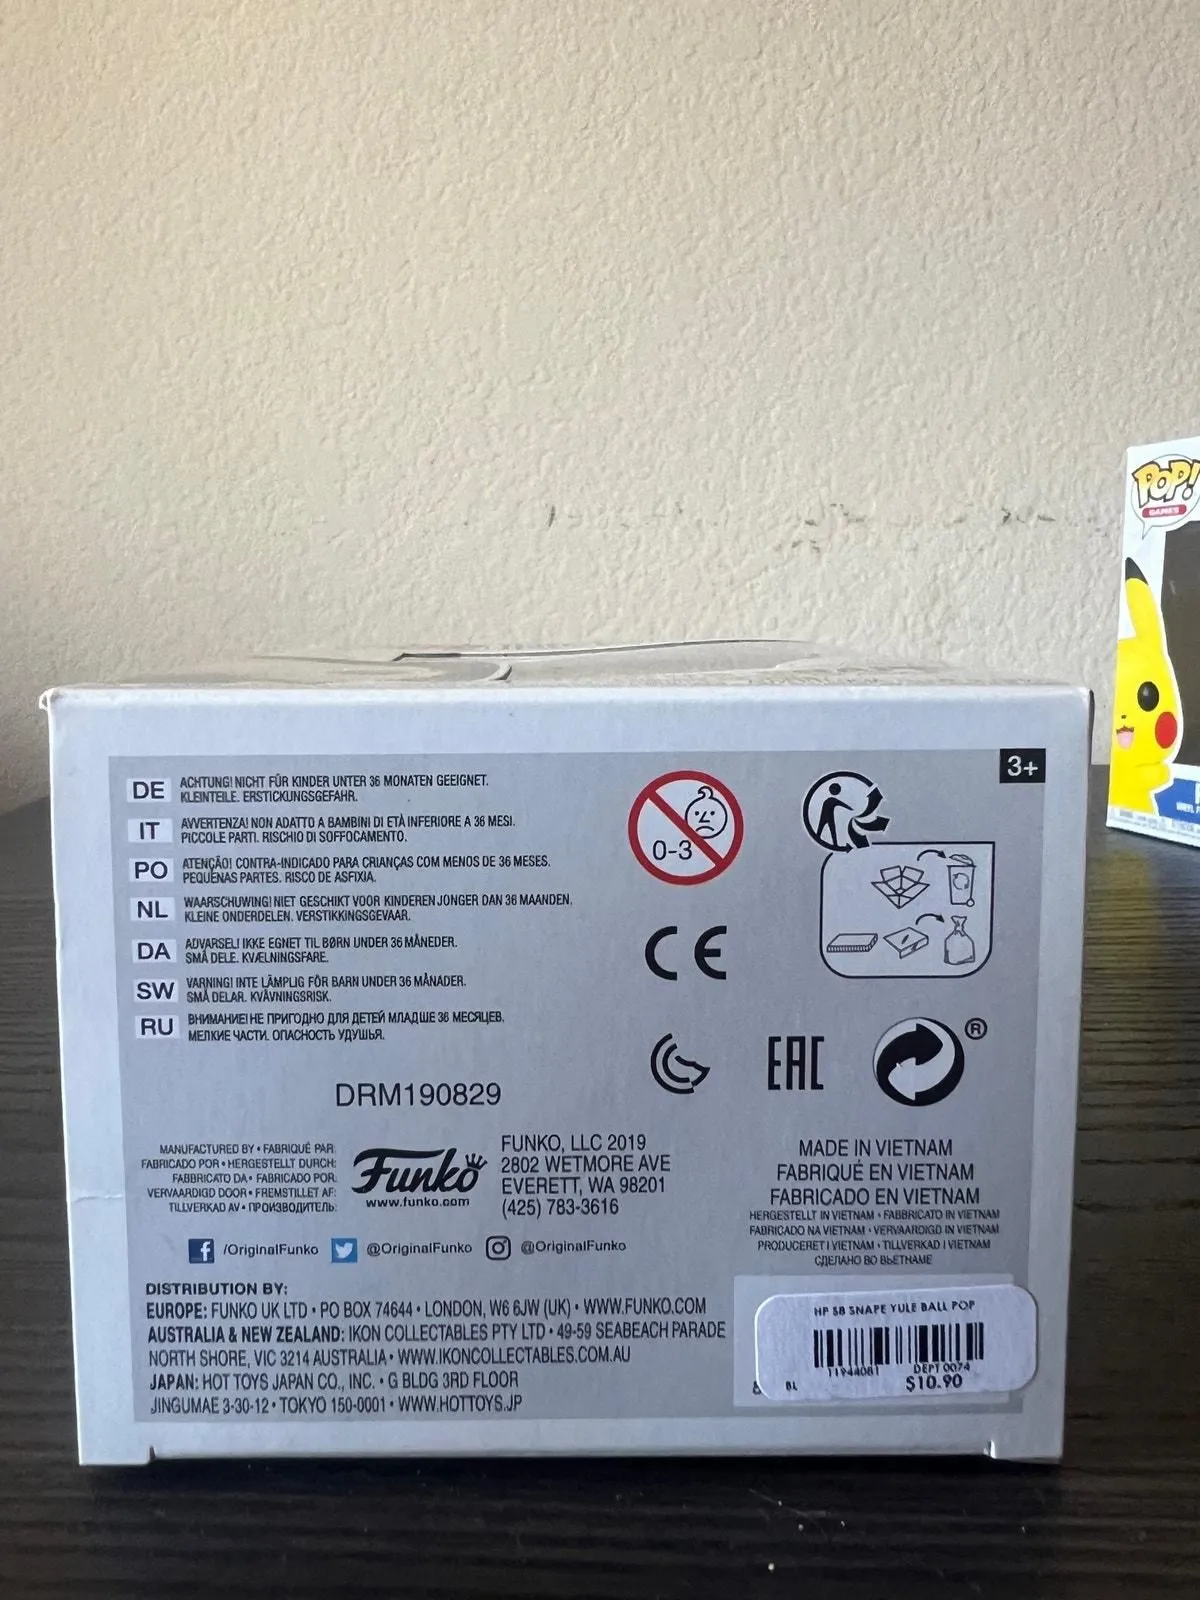 POP!
GAMES
3+
DE ACHTUNG! NICHT FÜR KINDER UNTER 36 MONATEN GEEIGNET.
KLEINTEILE. ERSTICKUNGSGEFAHR.
IT AVVERTENZA! NON ADATTO A BAMBINI DI ETÀ INFERIORE A 36 MESI.
PICCOLE PARTI. RISCHIO DI SOFFOCAMENTO.
PO ATENÇÃO! CONTRA-INDICADO PARA CRIANÇAS COM MENOS DE 36 MESES.
PEQUENAS PARTES. RISCO DE ASFIXIA.
NL WAARSCHUWING! NIET GESCHIKT VOOR KINDEREN JONGER DAN 36 MAANDEN.
KLEINE ONDERDELEN. VERSTIKKINGSGEVAAR.
DA ADVARSEL! IKKE EGNET TIL BØRN UNDER 36 MÅNEDER.
SMÅ DELE. KVÆLNINGSFARE.
SW VARNING! INTE LÄMPLIG FÖR BARN UNDER 36 MÅNADER.
SMÅ DELAR. KVÄVNINGSRISK.
RU ВНИМАНИЕ! НЕ ПРИГОДНО ДЛЯ ДЕТЕЙ МЛАДШЕ 36 МЕСЯЦЕВ.
МЕЛКИЕ ЧАСТИ. ОПАСНОСТЬ УДУШЬЯ.
0-3
CE
EAC
®
DRM190829
MANUFACTURED BY • FABRIQUÉ PAR
FABRICADO POR • HERGESTELLT DURCH:
FABBRICATO DA • FABRICADO POR:
VERVAARDIGD DOOR • FREMSTILLET AF:
TILLVERKAD AV • ПРОИЗВОДИТЕЛЬ:
Funko
www.funko.com
FUNKO, LLC 2019
2802 WETMORE AVE
EVERETT, WA 98201
(425) 783-3616
MADE IN VIETNAM
FABRIQUÉ EN VIETNAM
FABRICADO EN VIETNAM
HERGESTELLT IN VIETNAM • FABBRICATO IN VIETNAM
FABRICADO NA VIETNAM • VERVAARDIGD IN VIETNAM
PRODUCERET I VIETNAM • TILLVERKAD I VIETNAM
СДЕЛАНО ВО ВЬЕТНАМЕ
/OriginalFunko @OriginalFunko @OriginalFunko
DISTRIBUTION BY:
EUROPE: FUNKO UK LTD • PO BOX 74644 • LONDON, W6 6JW (UK) • WWW.FUNKO.COM
AUSTRALIA & NEW ZEALAND: IKON COLLECTABLES PTY LTD • 49-59 SEABEACH PARADE
NORTH SHORE, VIC 3214 AUSTRALIA • WWW.IKONCOLLECTABLES.COM.AU
JAPAN: HOT TOYS JAPAN CO., INC. • G BLDG 3RD FLOOR
JINGUMAE 3-30-12 • TOKYO 150-0001 • WWW.HOTTOYS.JP
HP S8 SNAPE YULE BALL POP
11944081 DEPT 0074
BL $10.90